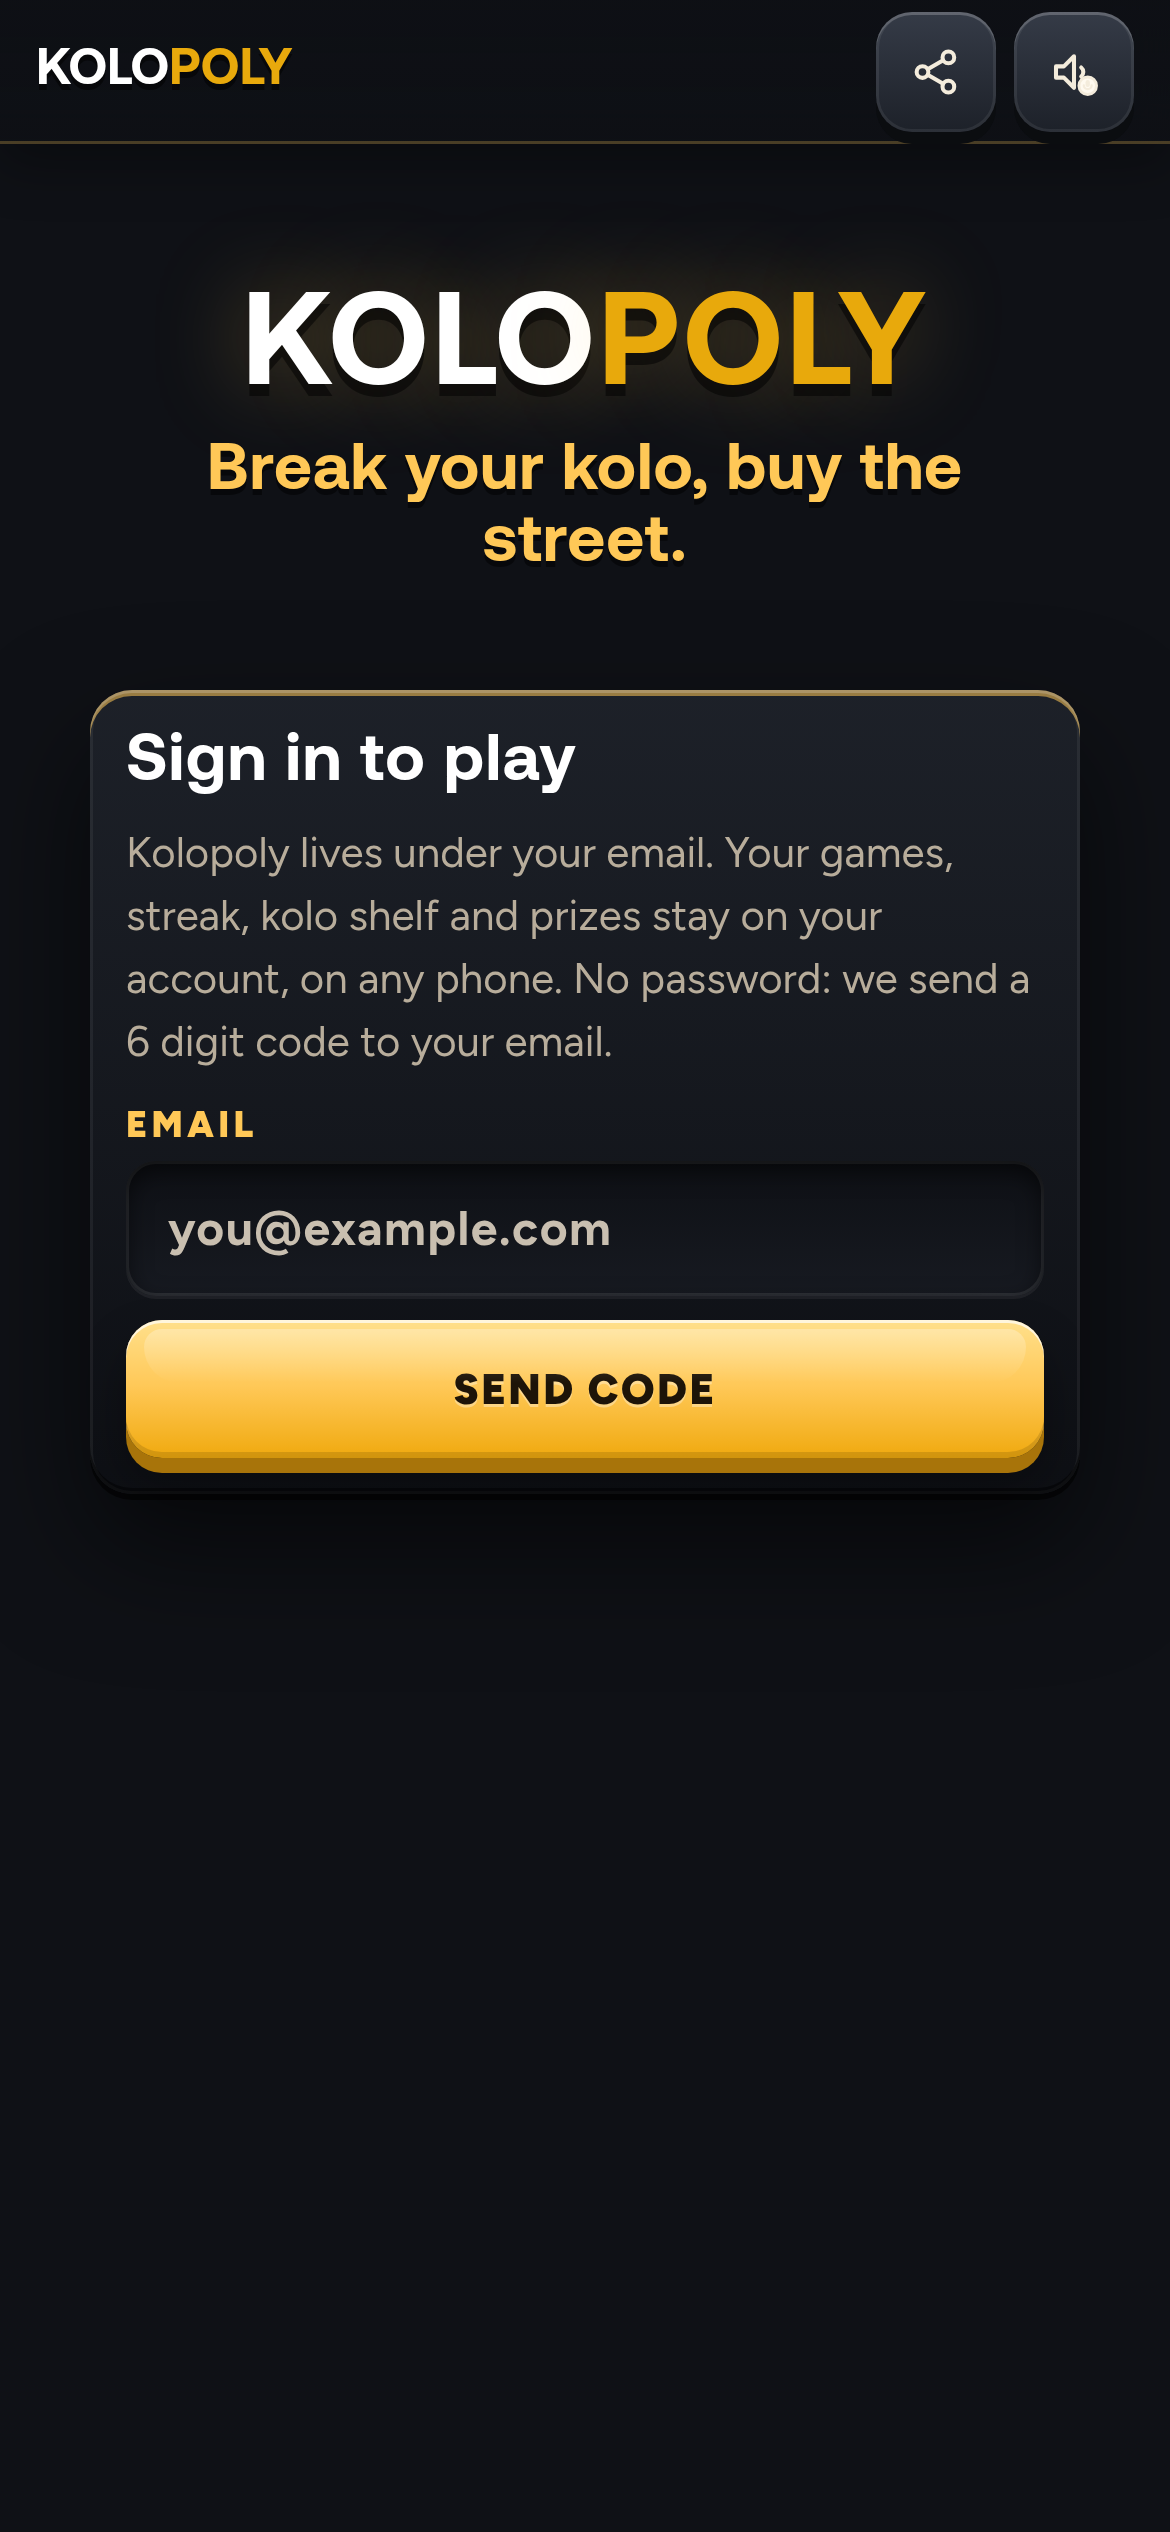 KOLOPOLY
KOLOPOLY
Break your kolo, buy the
street.
Sign in to play
Kolopoly lives under your email. Your games,
streak, kolo shelf and prizes stay on your
account, on any phone. No password: we send a
6 digit code to your email.
EMAIL
you@example.com
SEND CODE